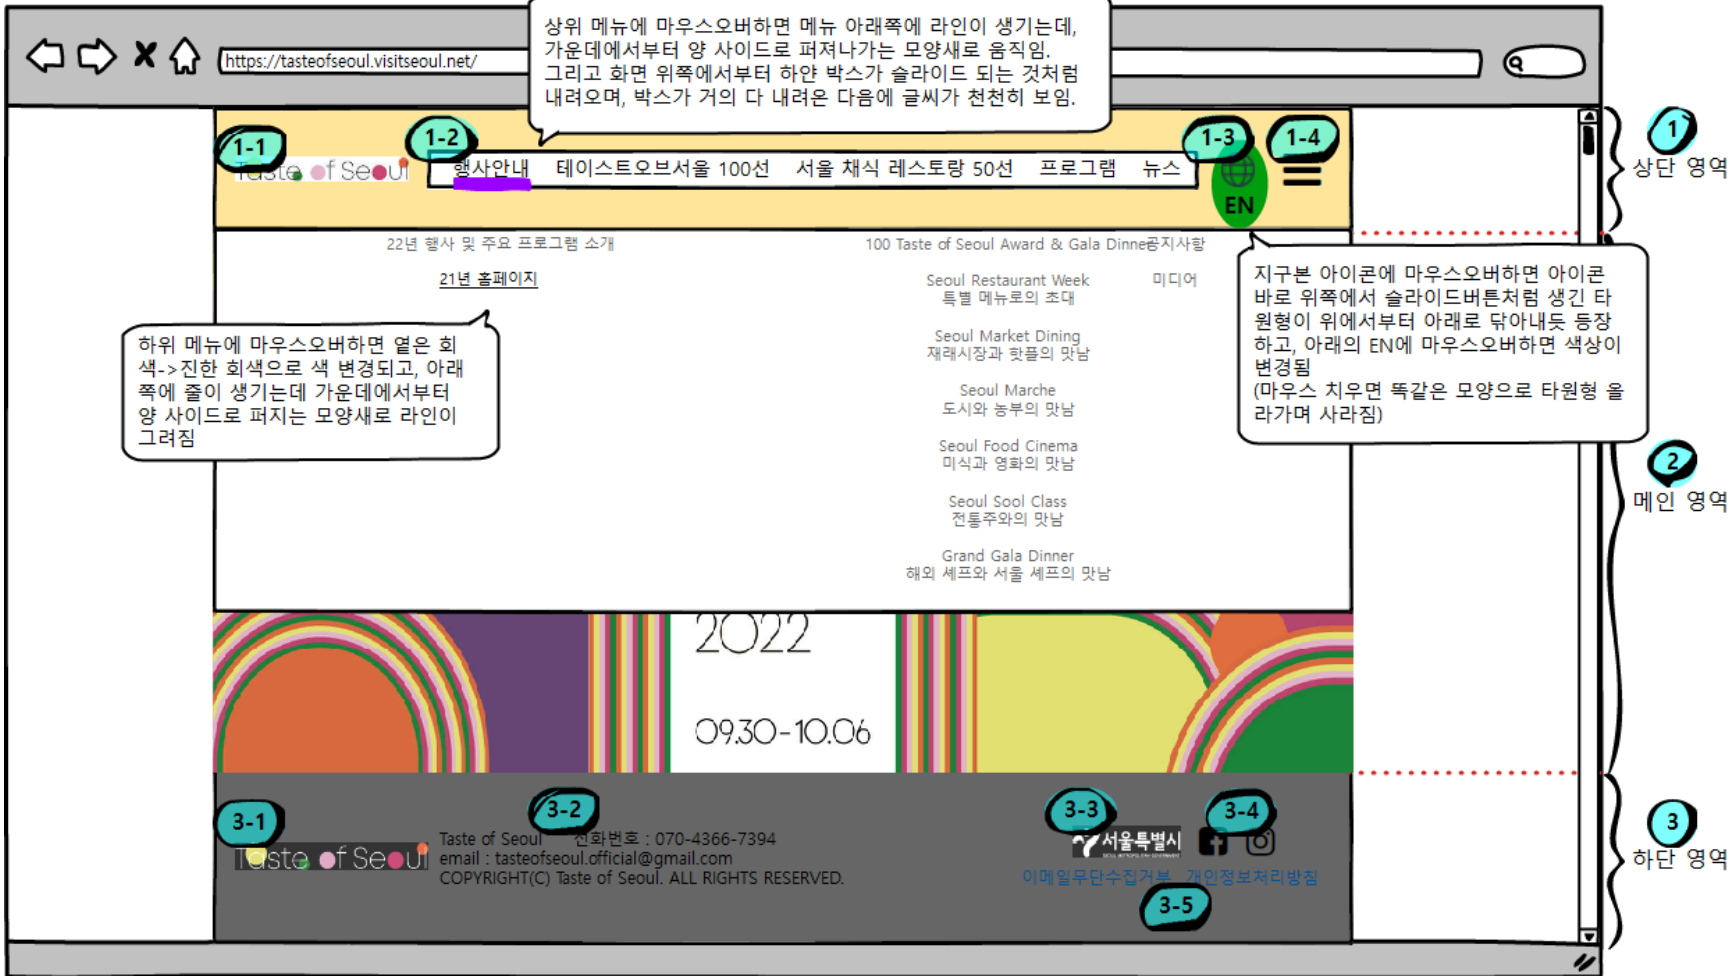 상위 메뉴에 마우스오버하면 메뉴 아래쪽에 라인이 생기는데,
가운데에서부터 양 사이드로 퍼져나가는 모양새로 움직임.
그리고 화면 위쪽에서부터 하얀 박스가 슬라이드 되는 것처럼
내려오며, 박스가 거의 다 내려온 다음에 글씨가 천천히 보임.
https://tasteofseoul.visitseoul.net/
1-1
1-2
1-3
1-4
1
상단 영역
Taste of Seoul
행사안내 테이스트오브서울 100선 서울 채식 레스토랑 50선 프로그램 뉴스
EN
22년 행사 및 주요 프로그램 소개
21년 홈페이지
100 Taste of Seoul Award & Gala Dinne
Seoul Restaurant Week
특별 메뉴로의 초대
Seoul Market Dining
재래시장과 핫플의 맛남
Seoul Marche
도시와 농부의 맛남
Seoul Food Cinema
미식과 영화의 맛남
Seoul Sool Class
전통주와의 맛남
Grand Gala Dinner
해외 셰프와 서울 셰프의 맛남
공지사항
미디어
하위 메뉴에 마우스오버하면 옅은 회
색->진한 회색으로 색 변경되고, 아래
쪽에 줄이 생기는데 가운데에서부터
양 사이드로 퍼지는 모양새로 라인이
그려짐
지구본 아이콘에 마우스오버하면 아이콘
바로 위쪽에서 슬라이드버튼처럼 생긴 타
원형이 위에서부터 아래로 닦아내듯 등장
하고, 아래의 EN에 마우스오버하면 색상이
변경됨
(마우스 치우면 똑같은 모양으로 타원형 올
라가며 사라짐)
2
메인 영역
2022
09.30-10.06
3-1
3-2
3-3
3-4
3
하단 영역
Taste of Seoul
Taste of Seoul 전화번호 : 070-4366-7394
email : tasteofseoul.official@gmail.com
COPYRIGHT(C) Taste of Seoul. ALL RIGHTS RESERVED.
서울특별시
이메일무단수집거부 개인정보처리방침
3-5